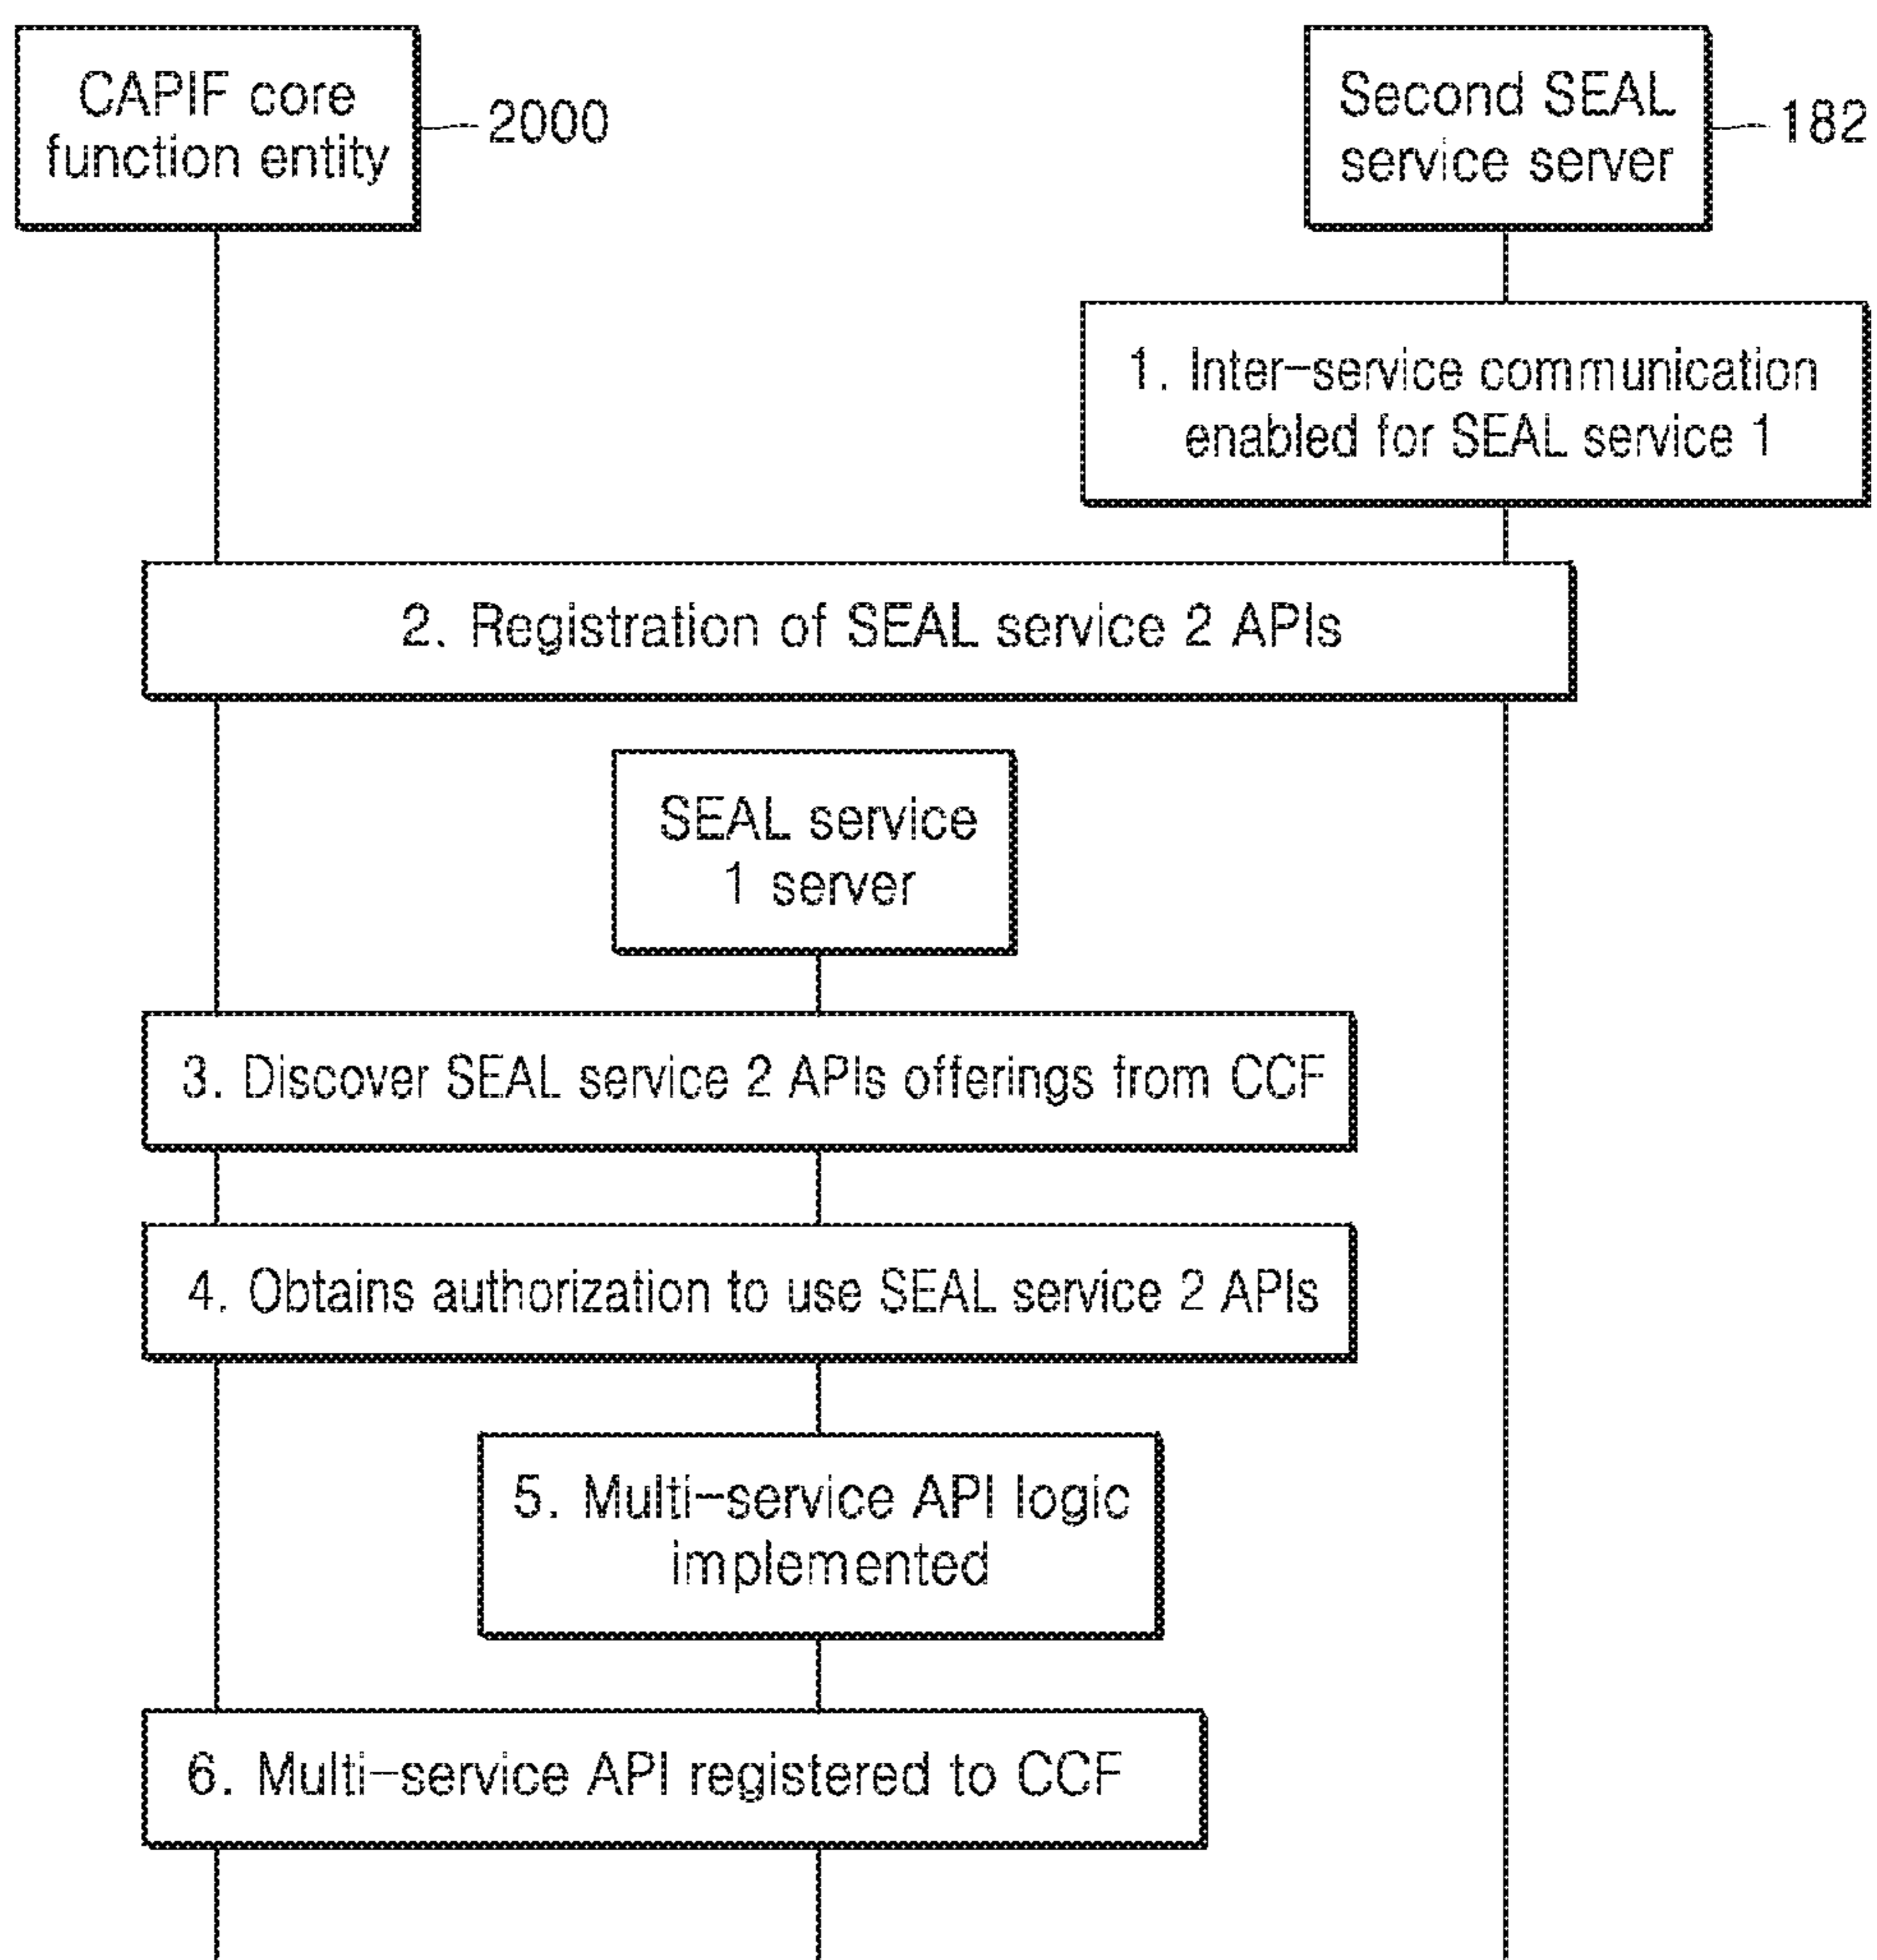 CAPIF core
function entity
2000
Second SEAL
service server
182
1. Inter-service communication
enabled for SEAL service 1
2. Registration of SEAL service 2 APIs
SEAL service
1 server
3. Discover SEAL service 2 APIs offerings from CCF
4. Obtains authorization to use SEAL service 2 APIs
5. Multi-service API logic
implemented
6. Multi-service API registered to CCF